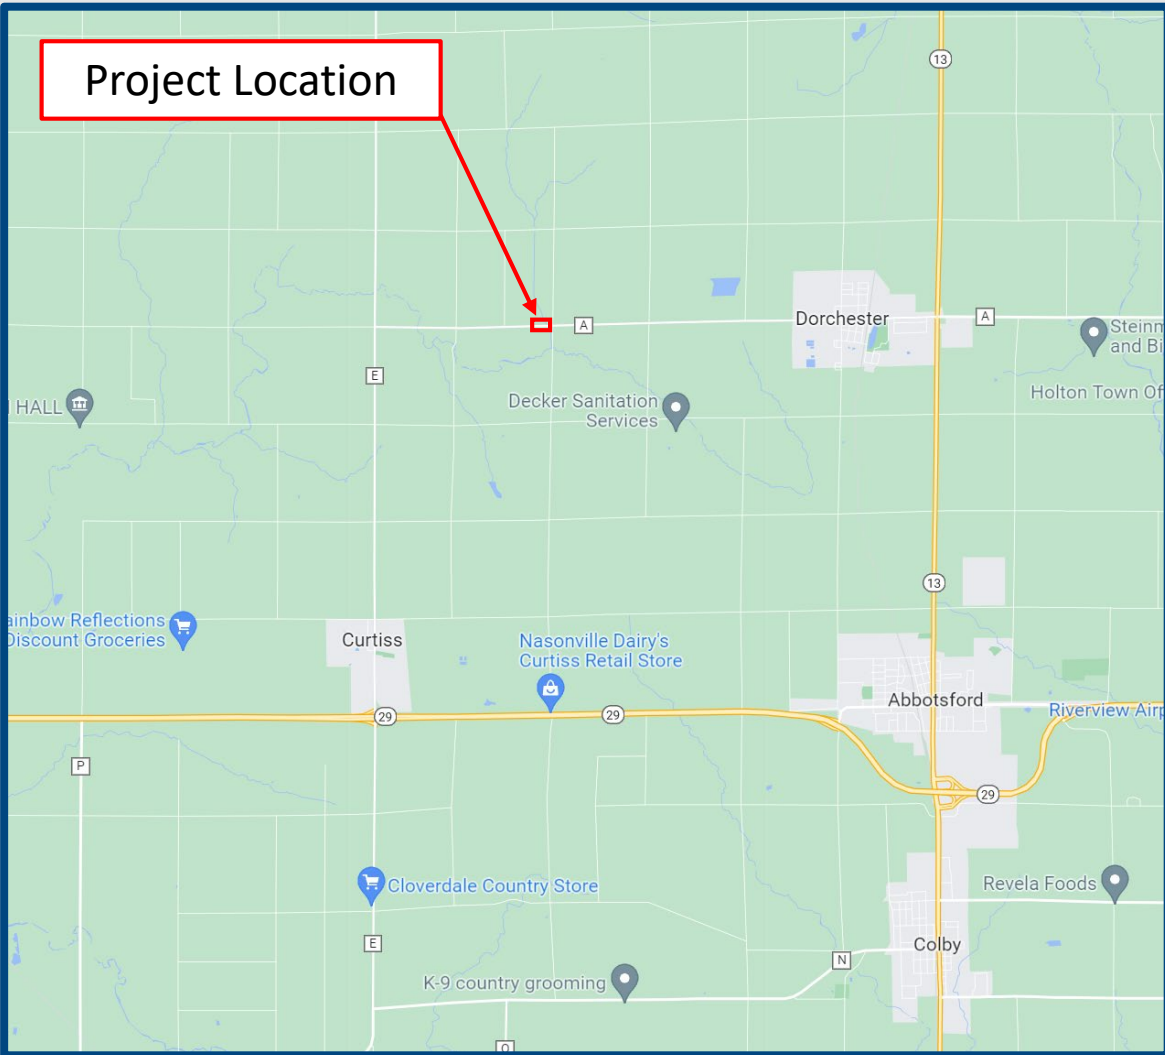 Project Location
13
Dorchester
A
A
Steinm
and Bi
E
HALL
Decker Sanitation
Services
Holton Town Of
13
ainbow Reflections
Discount Groceries
Curtiss
Nasonville Dairy's
Curtiss Retail Store
Abbotsford
29
29
Riverview Airp
P
29
Cloverdale Country Store
Revela Foods
E
N
Colby
K-9 country grooming